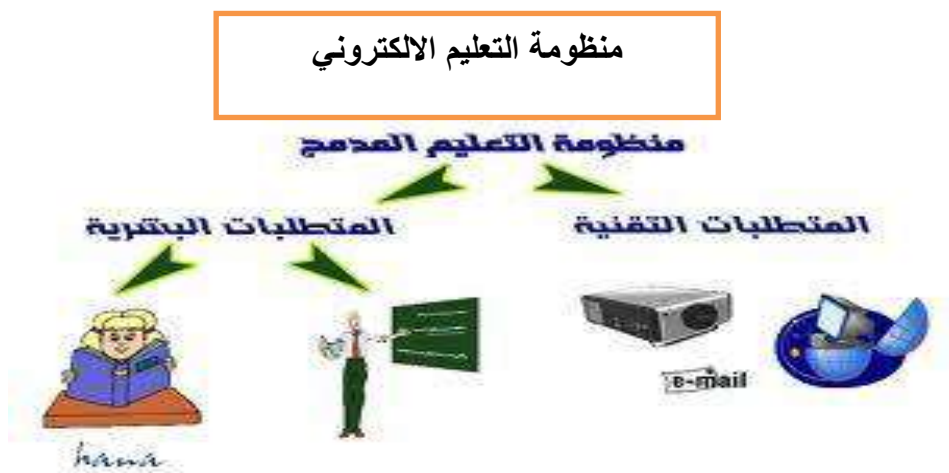 منظومة التعليم الالكتروني
منظومة التعليم المدمج
المتطلبات التقنية
المتطلبات البشرية
e-mail
hana